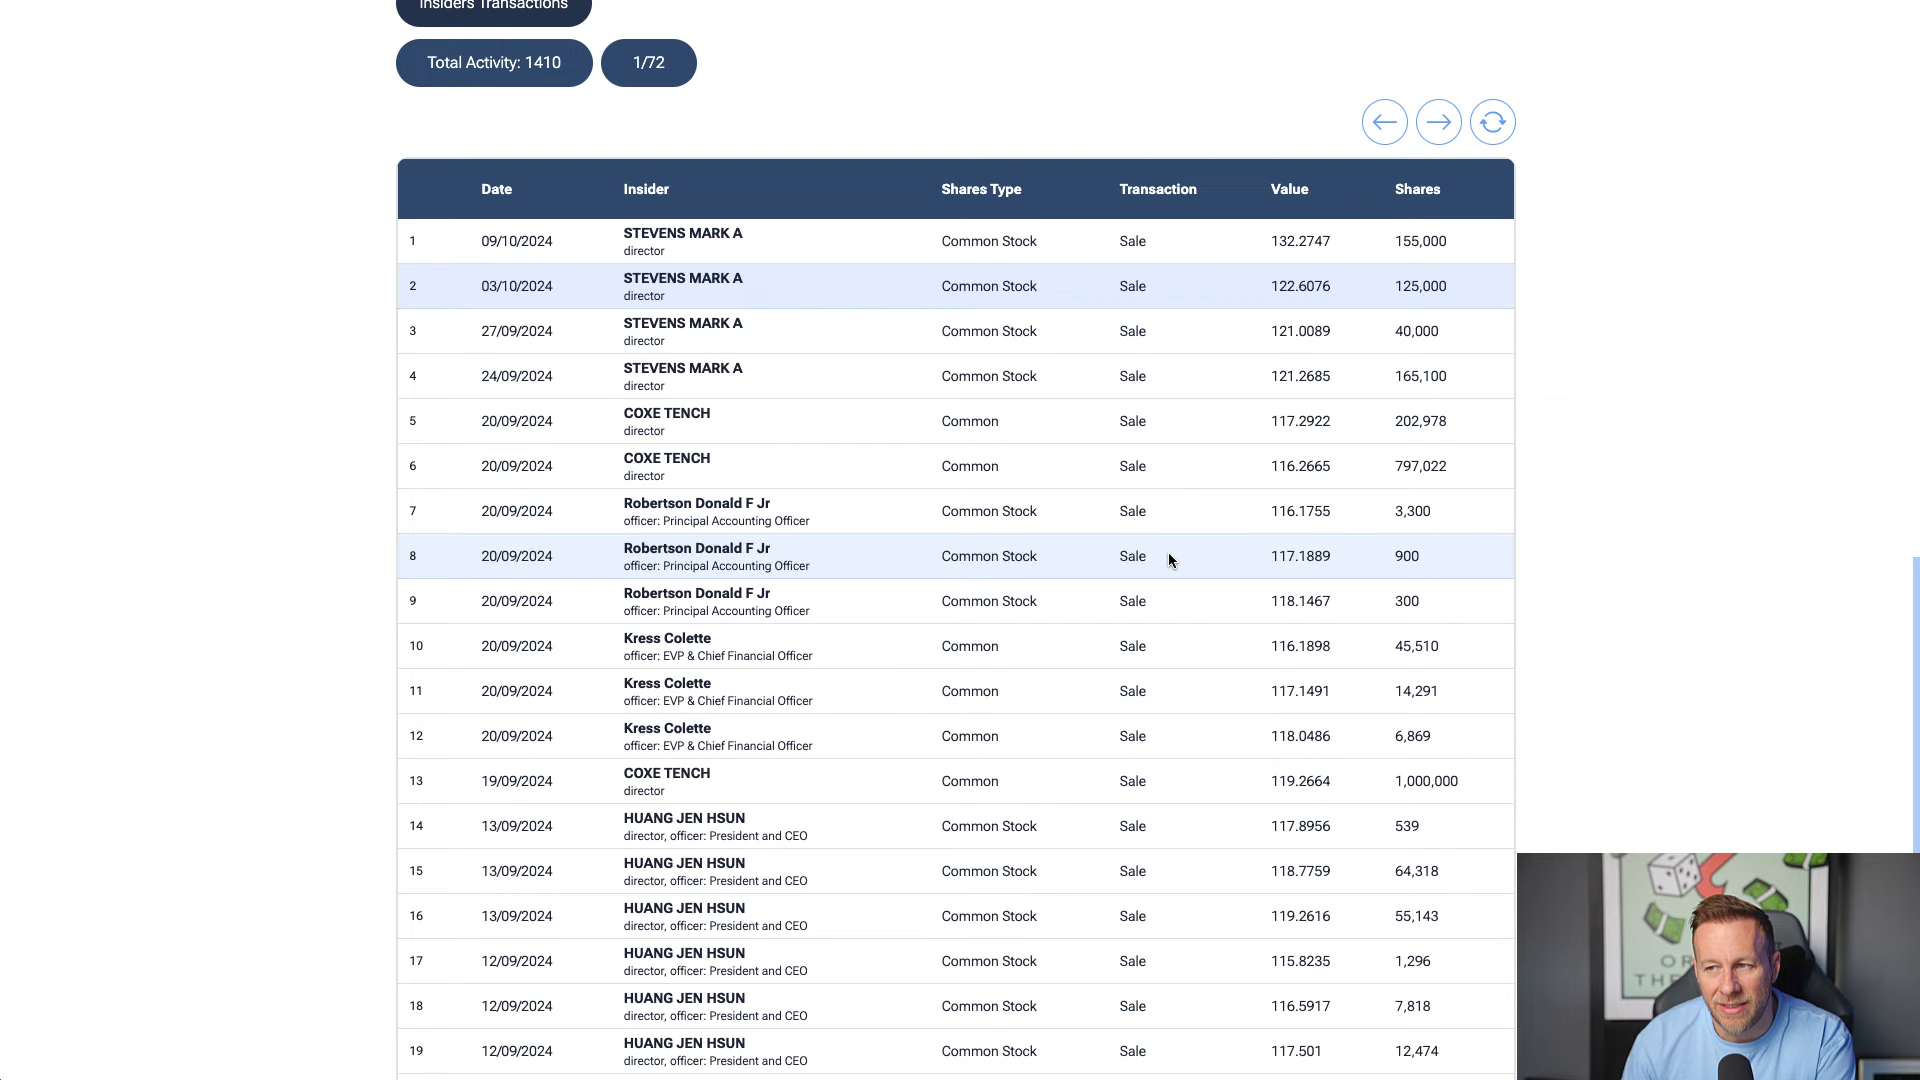 Insiders Transactions
Total Activity: 1410 1/72
Date Insider Shares Type Transaction Value Shares
1 09/10/2024 STEVENS MARK A director Common Stock Sale 132.2747 155,000
2 03/10/2024 STEVENS MARK A director Common Stock Sale 122.6076 125,000
3 27/09/2024 STEVENS MARK A director Common Stock Sale 121.0089 40,000
4 24/09/2024 STEVENS MARK A director Common Stock Sale 121.2685 165,100
5 20/09/2024 COXE TENCH director Common Sale 117.2922 202,978
6 20/09/2024 COXE TENCH director Common Sale 116.2665 797,022
7 20/09/2024 Robertson Donald F Jr officer: Principal Accounting Officer Common Stock Sale 116.1755 3,300
8 20/09/2024 Robertson Donald F Jr officer: Principal Accounting Officer Common Stock Sale 117.1889 900
9 20/09/2024 Robertson Donald F Jr officer: Principal Accounting Officer Common Stock Sale 118.1467 300
10 20/09/2024 Kress Colette officer: EVP & Chief Financial Officer Common Sale 116.1898 45,510
11 20/09/2024 Kress Colette officer: EVP & Chief Financial Officer Common Sale 117.1491 14,291
12 20/09/2024 Kress Colette officer: EVP & Chief Financial Officer Common Sale 118.0486 6,869
13 19/09/2024 COXE TENCH director Common Sale 119.2664 1,000,000
14 13/09/2024 HUANG JEN HSUN director, officer: President and CEO Common Stock Sale 117.8956 539
15 13/09/2024 HUANG JEN HSUN director, officer: President and CEO Common Stock Sale 118.7759 64,318
16 13/09/2024 HUANG JEN HSUN director, officer: President and CEO Common Stock Sale 119.2616 55,143
17 12/09/2024 HUANG JEN HSUN director, officer: President and CEO Common Stock Sale 115.8235 1,296
18 12/09/2024 HUANG JEN HSUN director, officer: President and CEO Common Stock Sale 116.5917 7,818
19 12/09/2024 HUANG JEN HSUN director, officer: President and CEO Common Stock Sale 117.501 12,474